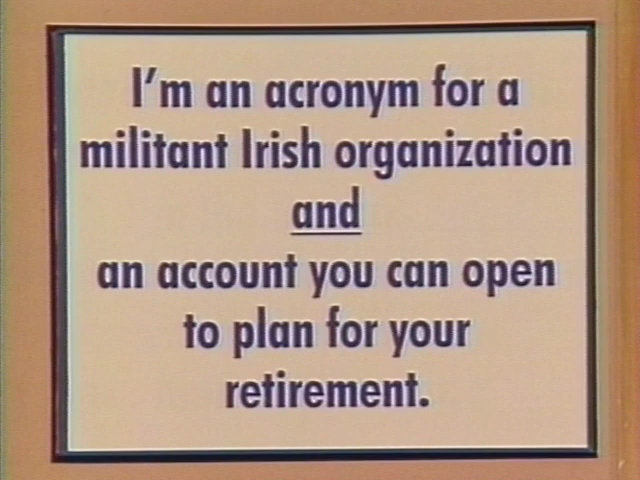 I'm an acronym for a
militant Irish organization
and
an account you can open
to plan for your
retirement.